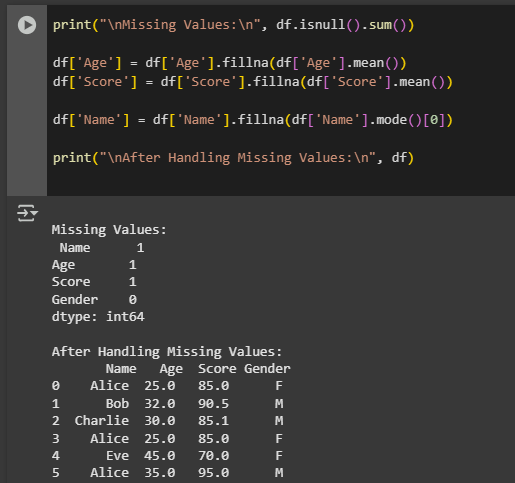 print("\nMissing Values:\n", df.isnull().sum())
df['Age'] = df['Age'].fillna(df['Age'].mean())
df['Score'] = df['Score'].fillna(df['Score'].mean())
df['Name'] = df['Name'].fillna(df['Name'].mode()[0])
print("\nAfter Handling Missing Values:\n", df)
Missing Values:
 Name      1
Age       1
Score     1
Gender    0
dtype: int64
After Handling Missing Values:
       Name   Age  Score Gender
0    Alice  25.0   85.0      F
1      Bob  32.0   90.5      M
2  Charlie  30.0   85.1      M
3    Alice  25.0   85.0      F
4      Eve  45.0   70.0      F
5    Alice  35.0   95.0      M